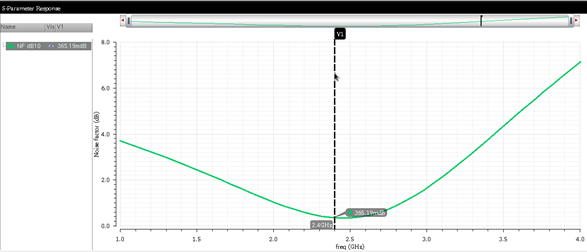 S-Parameter Response
Name Vis V1
NF dB10 365.19mdB
V1
8.0
6.0
4.0
2.0
0.0
Noise factor (dB)
365.19mdB
2.4GHz
1.0 1.5 2.0 2.5 3.0 3.5 4.0
freq (GHz)